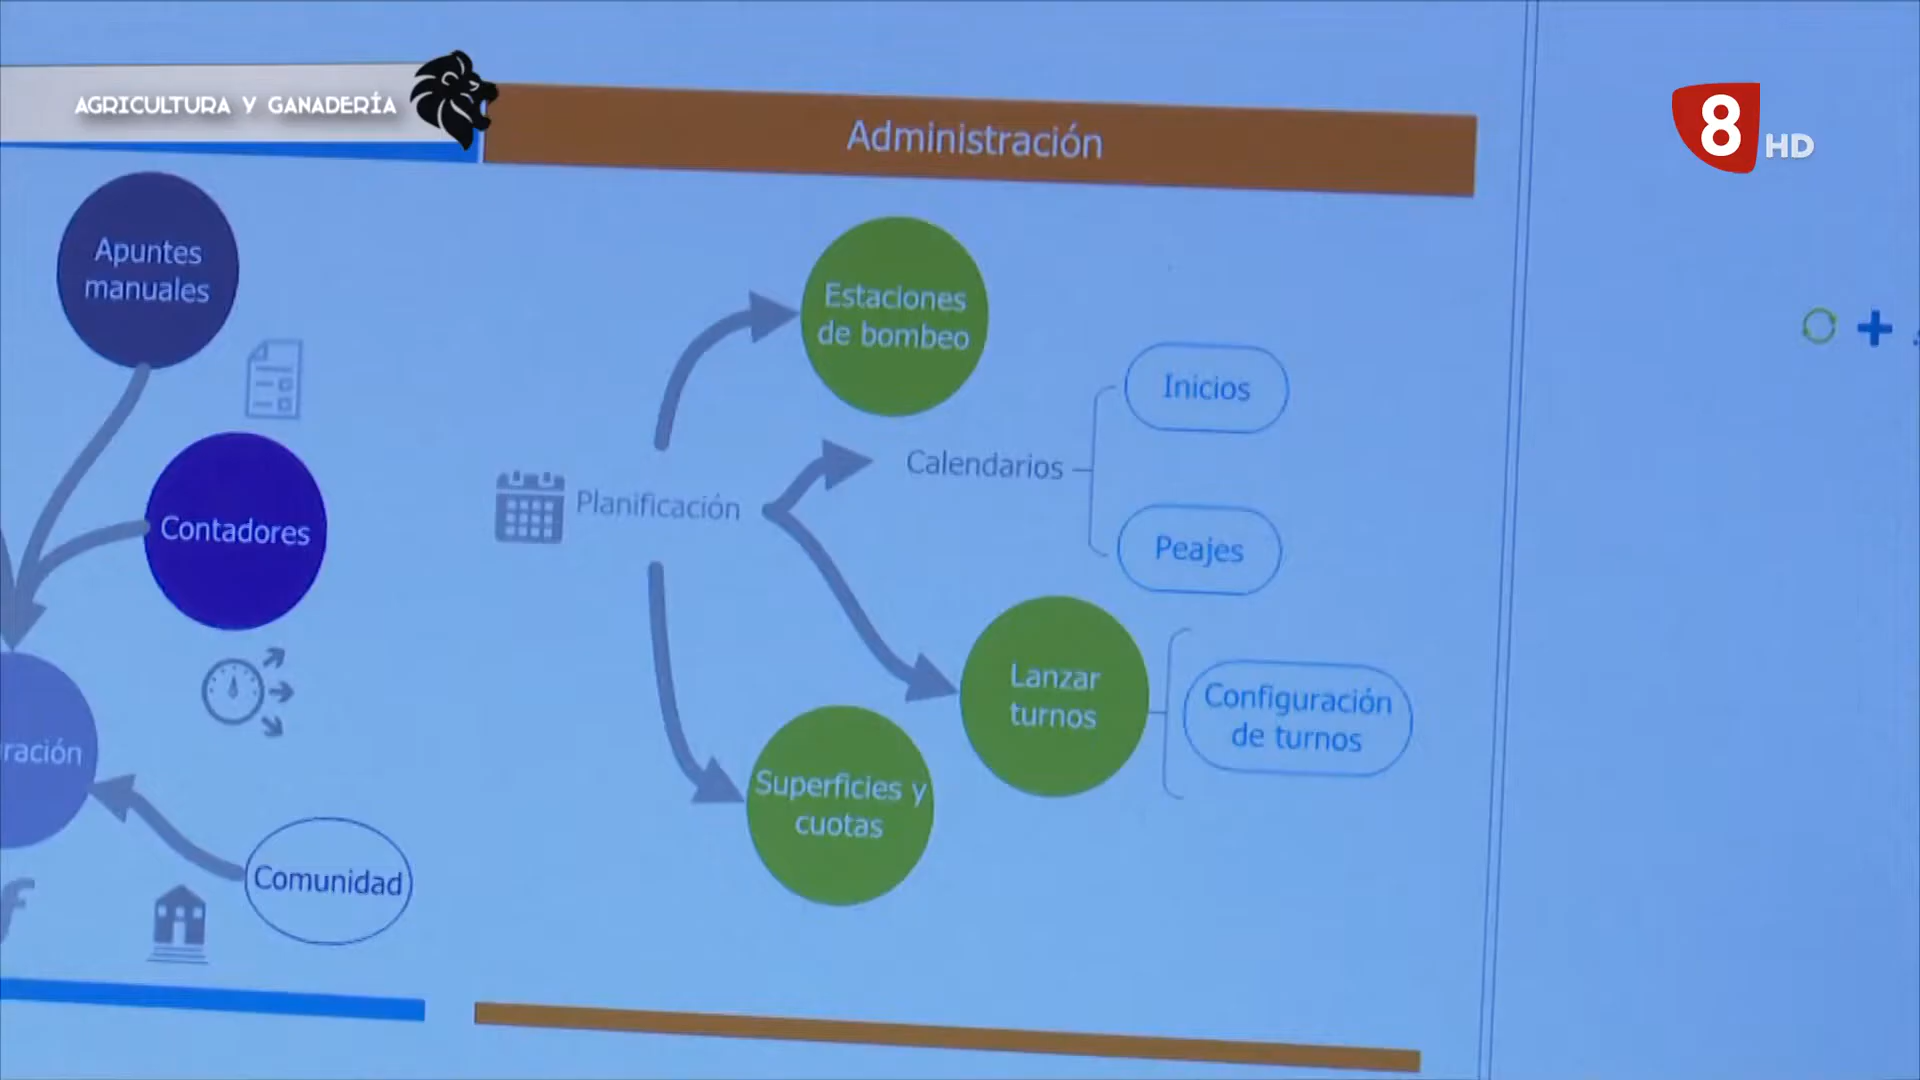 AGRICULTURA Y GANADERÍA
8 HD
Administración
Apuntes
manuales
Estaciones
de bombeo
Inicios
Calendarios
Planificación
Contadores
Peajes
Lanzar
turnos
Configuración
de turnos
Superficies y
cuotas
ración
Comunidad